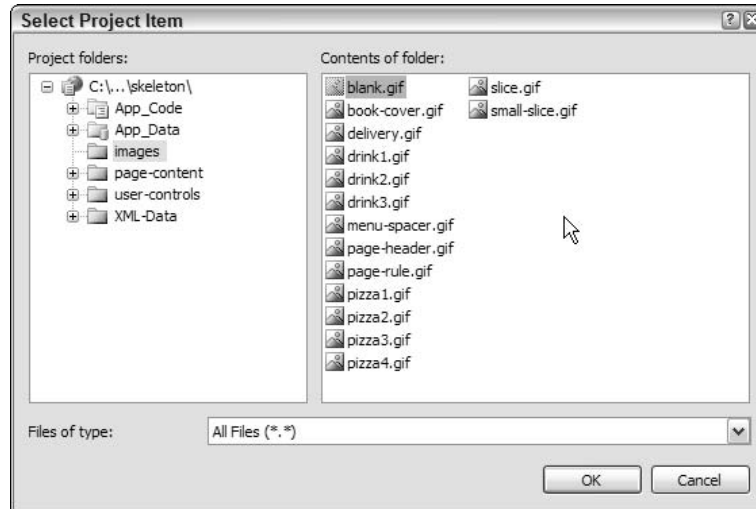 Select Project Item
Project folders:
C:\...\skeleton\
App_Code
App_Data
images
page-content
user-controls
XML-Data
Contents of folder:
blank.gif
book-cover.gif
delivery.gif
drink1.gif
drink2.gif
drink3.gif
menu-spacer.gif
page-header.gif
page-rule.gif
pizza1.gif
pizza2.gif
pizza3.gif
pizza4.gif
slice.gif
small-slice.gif
Files of type:
All Files (*.*)
OK
Cancel